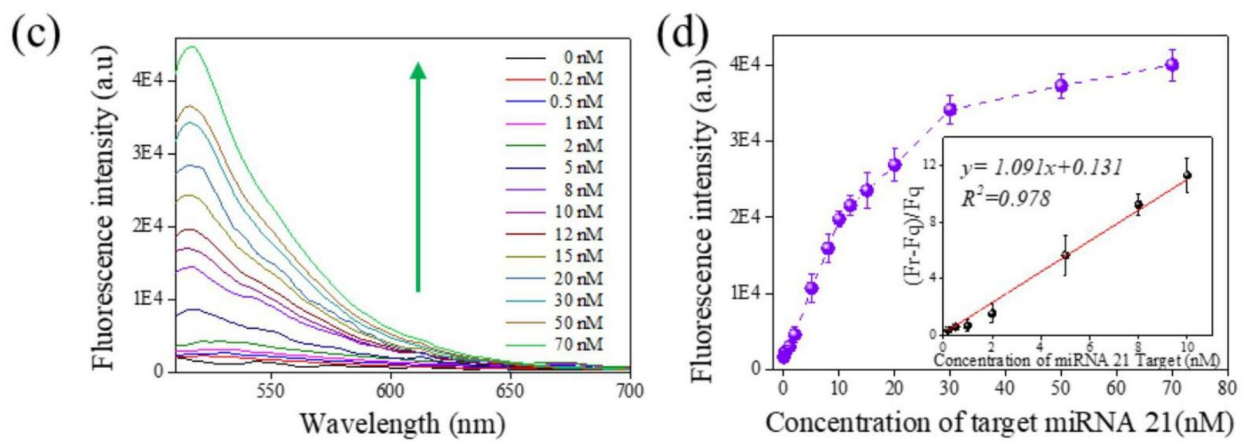 (c)
Fluorescence intensity (a.u)
4E4
3E4
2E4
1E4
0
550
600
650
700
Wavelength (nm)
0 nM
0.2 nM
0.5 nM
1 nM
2 nM
5 nM
8 nM
10 nM
12 nM
15 nM
20 nM
30 nM
50 nM
70 nM
(d)
Fluorescence intensity (a.u)
4E4
3E4
2E4
1E4
0
0
10
20
30
40
50
60
70
80
Concentration of target miRNA 21(nM)
y= 1.091x+0.131
R²=0.978
(Fr-Fq)/Fq
12
8
4
0
0
2
4
6
8
10
Concentration of miRNA 21 Target (nM)